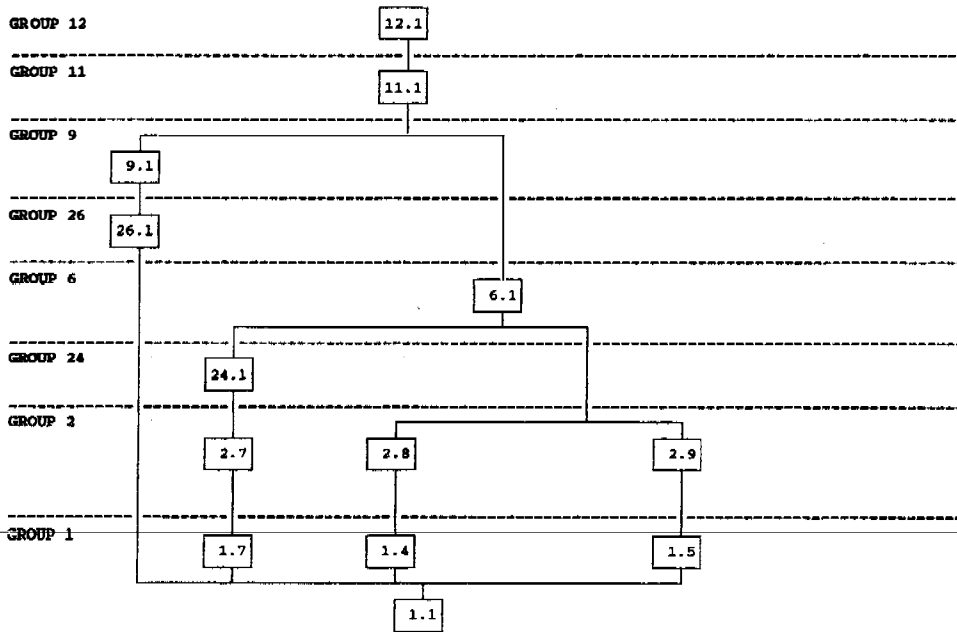 GROUP 12
12.1
GROUP 11
11.1
GROUP 9
9.1
GROUP 26
26.1
GROUP 6
6.1
GROUP 24
24.1
GROUP 2
2.7 2.8 2.9
GROUP 1
1.7 1.4 1.5
1.1